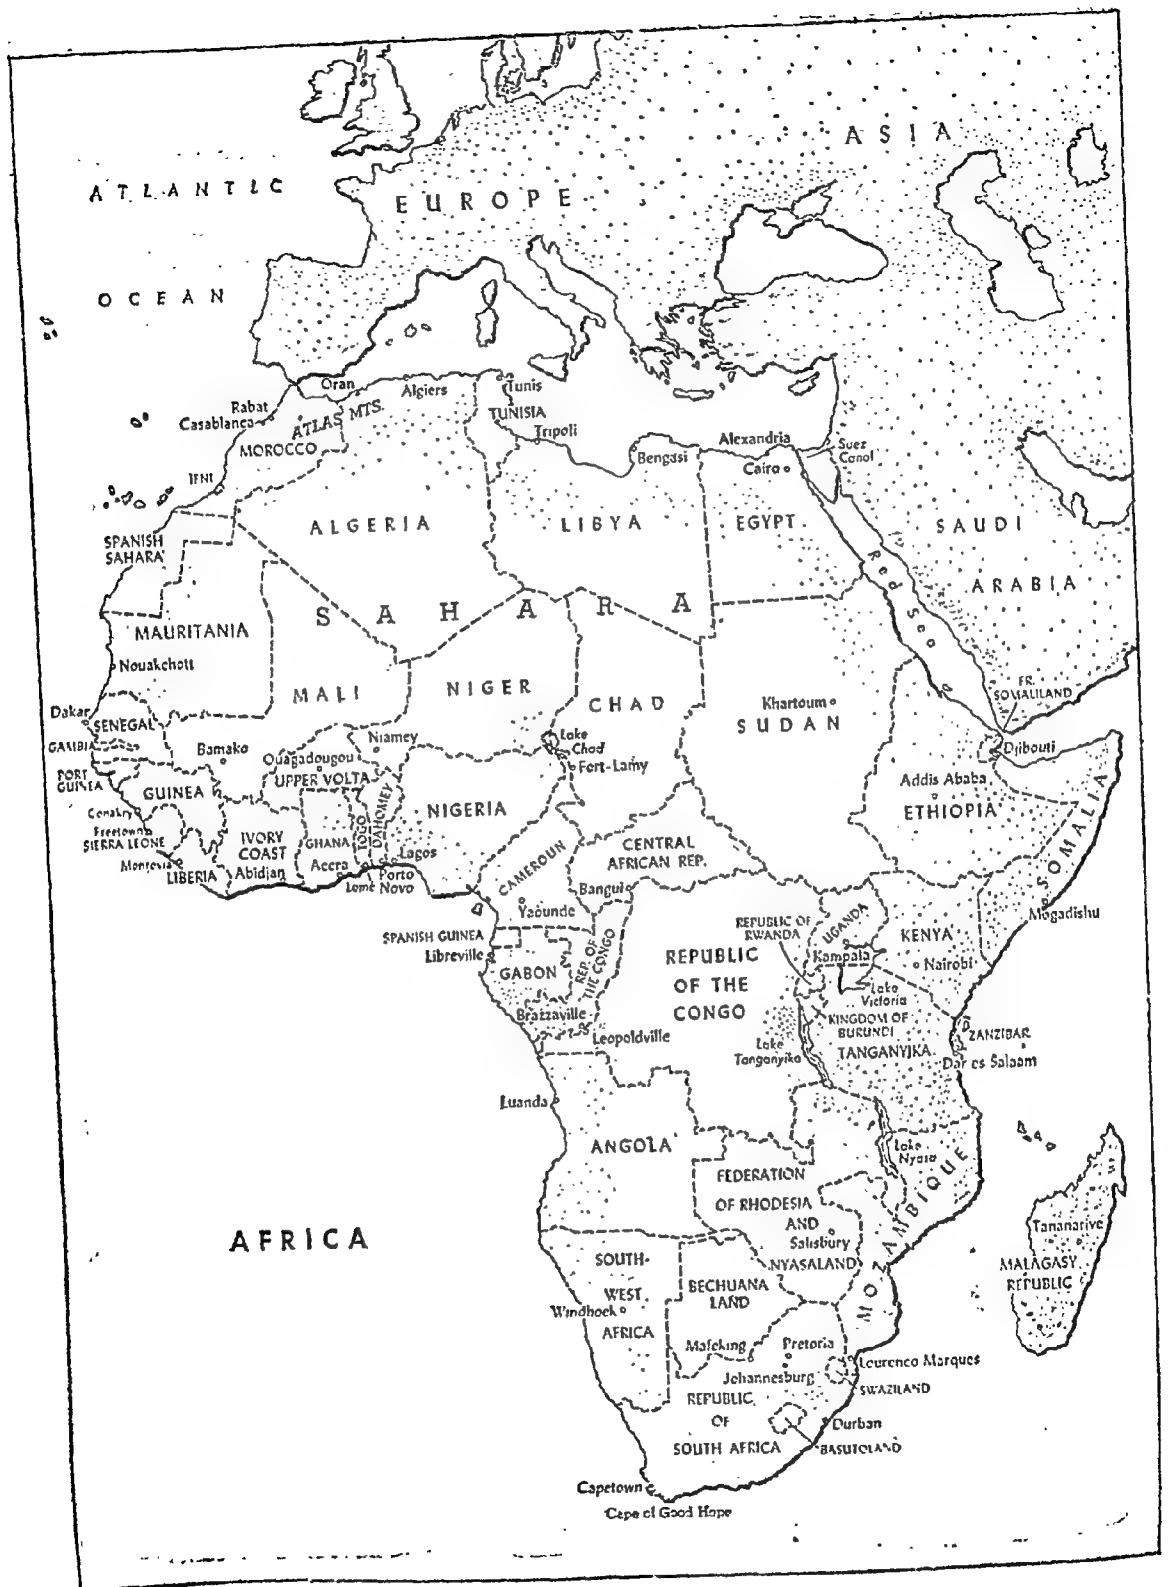 ASIA
ATLANTIC
EUROPE
OCEAN
Oran
Algiers
Tunis
Rabat
Casablanca
ATLAS MTS.
TUNISIA
Tripoli
MOROCCO
Bengasi
Alexandria
Suez
Canal
Cairo
IFNI
ALGERIA
LIBYA
EGYPT
SAUDI
ARABIA
SPANISH
SAHARA
Red Sea
SAHARA
MAURITANIA
Nouakchott
MALI
NIGER
CHAD
Khartoum
SUDAN
FR.
SOMALILAND
Dakar
SENEGAL
GAMBIA
Bamako
Niamey
Ouagadougou
UPPER VOLTA
Lake
Chad
Fort-Lamy
Djibouti
PORT
GUINEA
GUINEA
Addis Ababa
ETHIOPIA
SOMALIA
Conakry
Freetown
SIERRA LEONE
Monrovia
LIBERIA
IVORY
COAST
Abidjan
GHANA
Accra
TOGO
DAHOMEY
NIGERIA
Lagos
Porto
Novo
Lomé
CAMEROUN
CENTRAL
AFRICAN REP.
Bangui
Yaounde
SPANISH GUINEA
Libreville
GABON
REP. OF
THE CONGO
REPUBLIC
OF THE
CONGO
REPUBLIC OF
RWANDA
UGANDA
Kampala
KENYA
Nairobi
Mogadishu
Lake
Victoria
KINGDOM OF
BURUNDI
Brazzaville
Leopoldville
Lake
Tanganyika
TANGANYIKA
ZANZIBAR
Dar es Salaam
Luanda
ANGOLA
Lake
Nyasa
FEDERATION
OF RHODESIA
AND
Salisbury
NYASALAND
MOZAMBIQUE
Tananarive
MALAGASY
REPUBLIC
AFRICA
SOUTH
WEST
AFRICA
Windhoek
BECHUANA
LAND
Mafeking
Pretoria
Johannesburg
Lourenco Marques
SWAZILAND
REPUBLIC
OF
SOUTH AFRICA
Durban
BASUTOLAND
Capetown
Cape of Good Hope